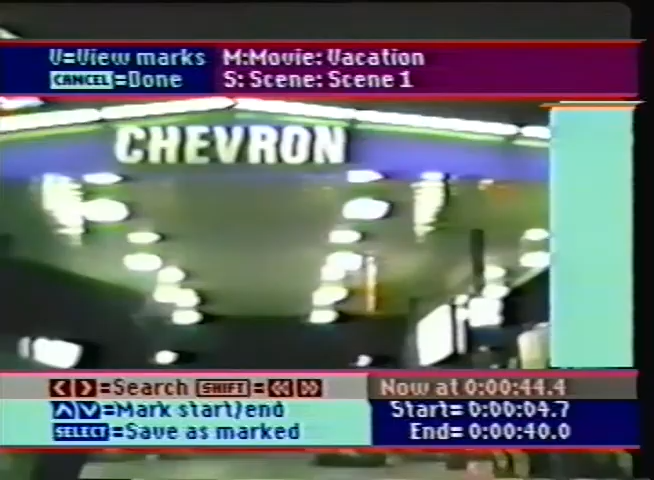 V=View marks M:Movie: Vacation
CANCEL=Done S: Scene: Scene 1
CHEVRON
< >=Search SHIFT=<< >> Now at 0:00:44.4
∧∨=Mark start/end Start= 0:00:04.7
SELECT=Save as marked End= 0:00:40.0